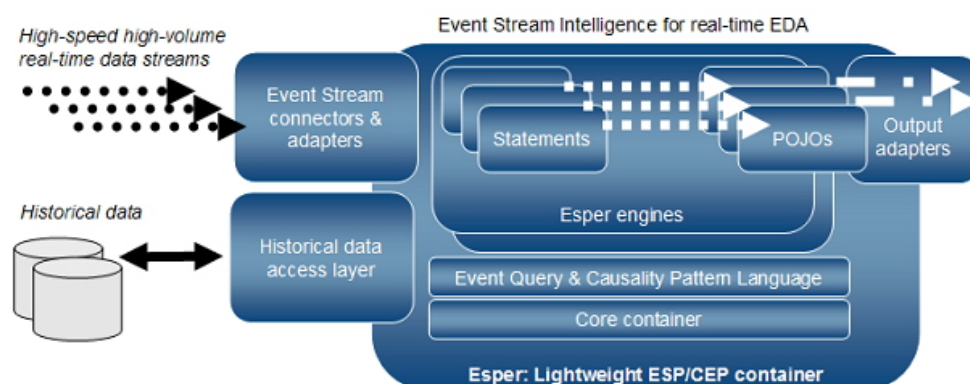 Event Stream Intelligence for real-time EDA
High-speed high-volume
real-time data streams
Event Stream
connectors &
adapters
Statements
POJOs
Output
adapters
Esper engines
Historical data
Historical data
access layer
Event Query & Causality Pattern Language
Core container
Esper: Lightweight ESP/CEP container